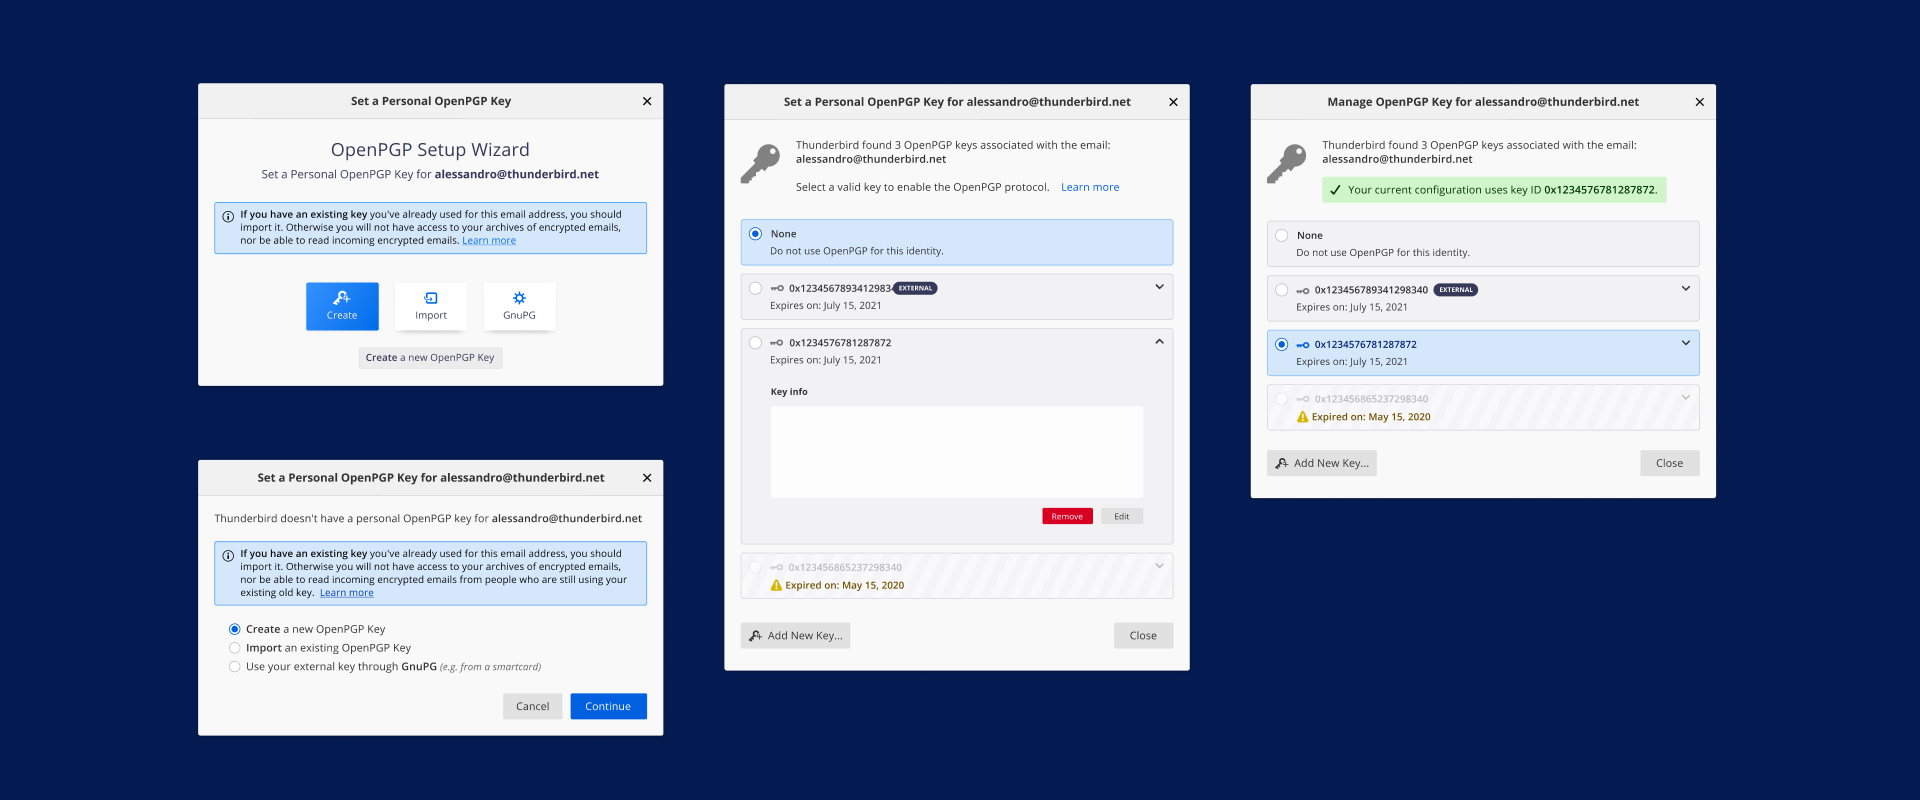 Set a Personal OpenPGP Key
OpenPGP Setup Wizard
Set a Personal OpenPGP Key for alessandro@thunderbird.net
If you have an existing key you've already used for this email address, you should
import it. Otherwise you will not have access to your archives of encrypted emails,
nor be able to read incoming encrypted emails. Learn more
Create
Import
GnuPG
Create a new OpenPGP Key
Set a Personal OpenPGP Key for alessandro@thunderbird.net
Thunderbird doesn't have a personal OpenPGP key for alessandro@thunderbird.net
If you have an existing key you've already used for this email address, you should
import it. Otherwise you will not have access to your archives of encrypted emails,
nor be able to read incoming encrypted emails from people who are still using your
existing old key. Learn more
Create a new OpenPGP Key
Import an existing OpenPGP Key
Use your external key through GnuPG (e.g. from a smartcard)
Cancel
Continue
Set a Personal OpenPGP Key for alessandro@thunderbird.net
Thunderbird found 3 OpenPGP keys associated with the email:
alessandro@thunderbird.net
Select a valid key to enable the OpenPGP protocol. Learn more
None
Do not use OpenPGP for this identity.
0x12345678934129834 EXTERNAL
Expires on: July 15, 2021
0x1234576781287872
Expires on: July 15, 2021
Key info
Remove
Edit
0x123456865237298340
Expired on: May 15, 2020
Add New Key...
Close
Manage OpenPGP Key for alessandro@thunderbird.net
Thunderbird found 3 OpenPGP keys associated with the email:
alessandro@thunderbird.net
Your current configuration uses key ID 0x1234576781287872.
None
Do not use OpenPGP for this identity.
0x123456789341298340 EXTERNAL
Expires on: July 15, 2021
0x1234576781287872
Expires on: July 15, 2021
0x123456865237298340
Expired on: May 15, 2020
Add New Key...
Close